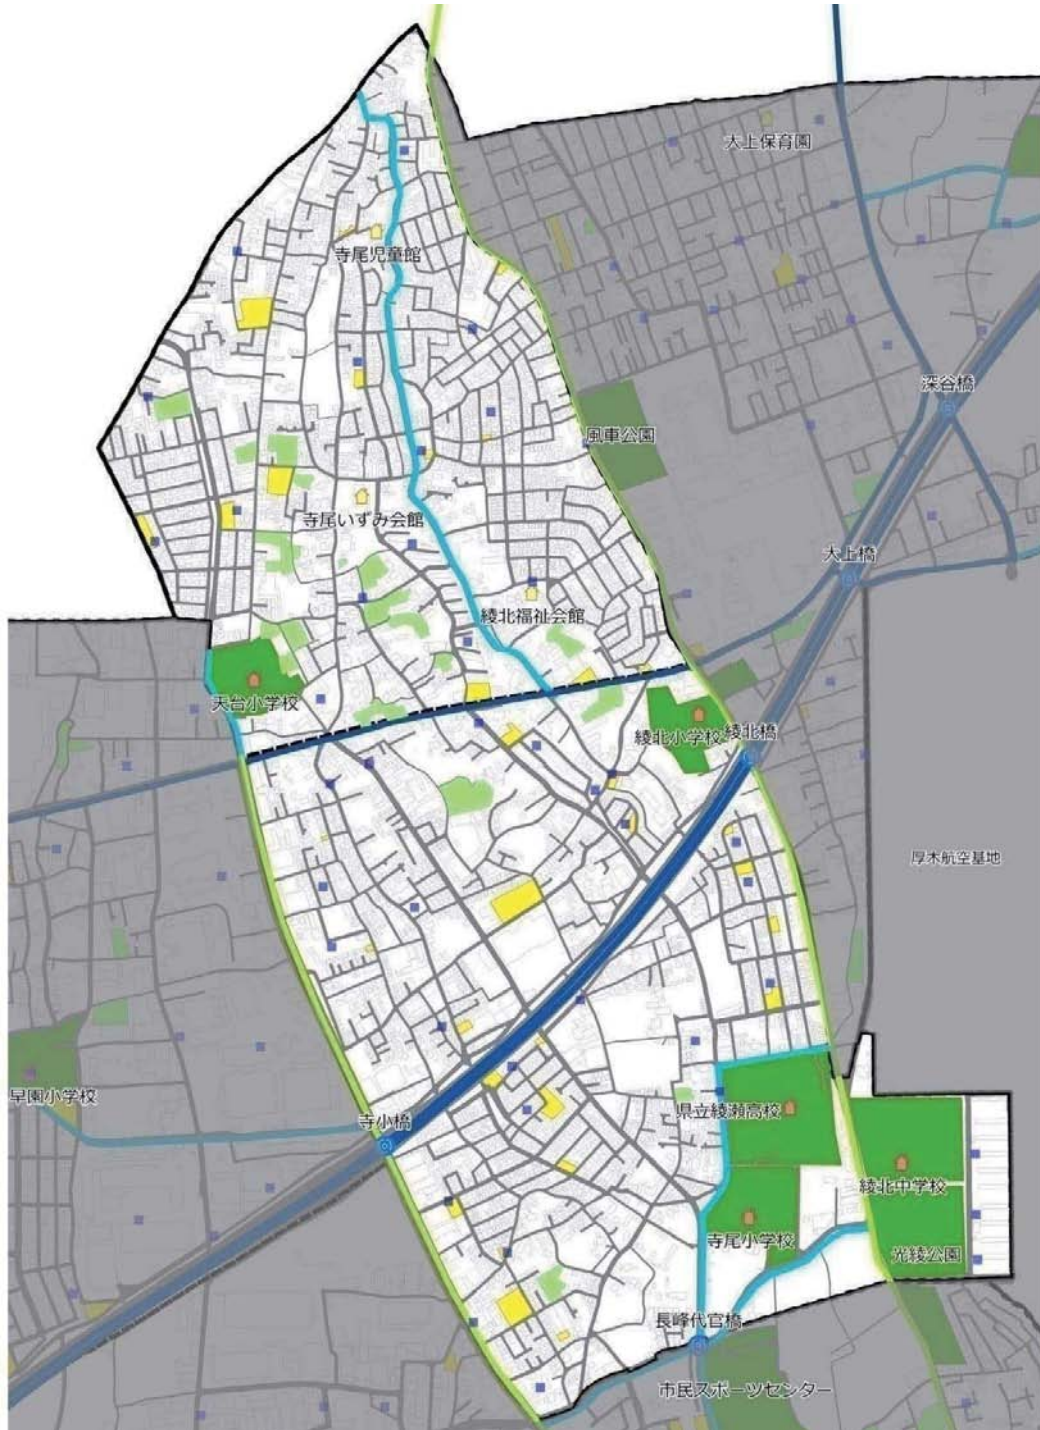 大上保育園
寺尾児童館
深谷橋
風車公園
寺尾いずみ会館
大上橋
綾北福祉会館
天台小学校
綾北小学校
綾北橋
厚木航空基地
早園小学校
県立綾瀬高校
寺小橋
綾北中学校
寺尾小学校
光綾公園
長峰代官橋
市民スポーツセンター